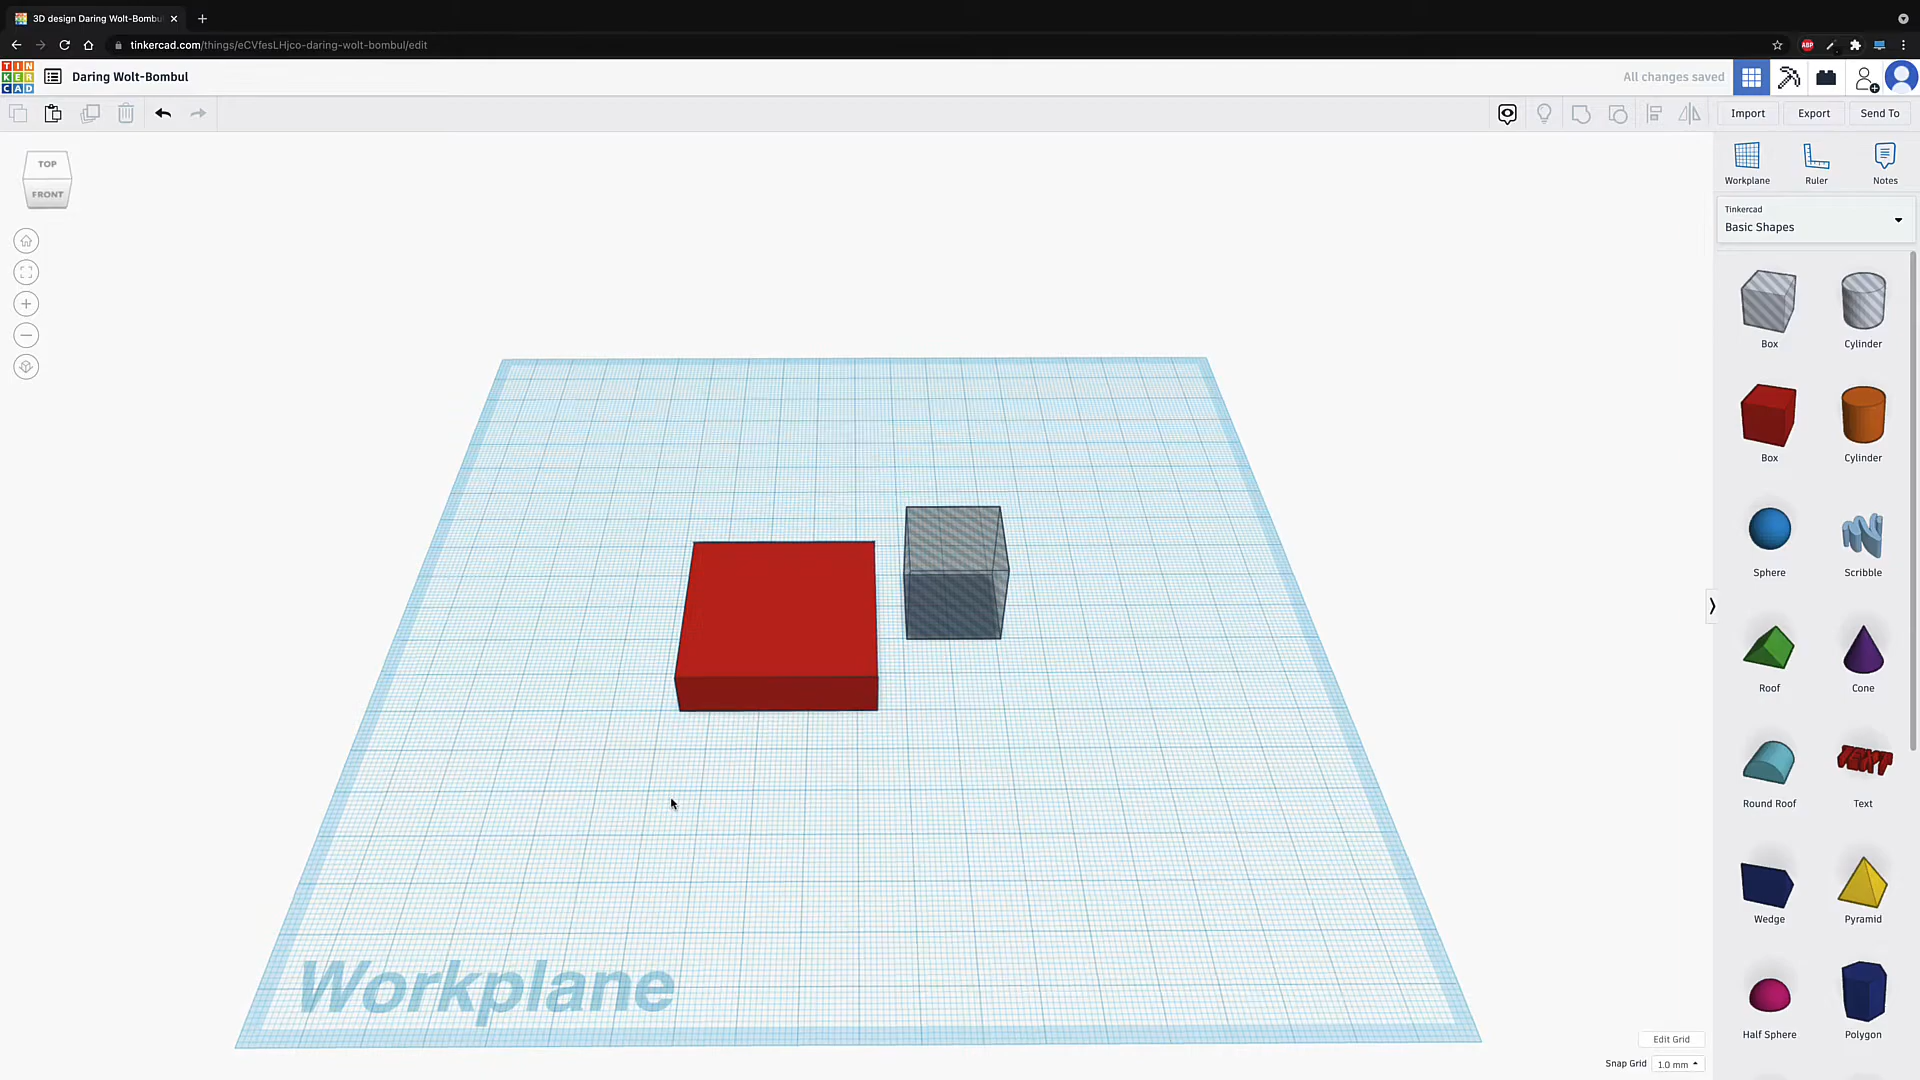 3D design Daring Wolt-Bombul
tinkercad.com/things/eCVfesLHjco-daring-wolt-bombul/edit
ABP
TIN
KER
CAD
Daring Wolt-Bombul
All changes saved
Import
Export
Send To
TOP
FRONT
Workplane
Ruler
Notes
Tinkercad
Basic Shapes
Box
Cylinder
Box
Cylinder
Sphere
Scribble
Roof
Cone
TEXT
Round Roof
Text
Wedge
Pyramid
Half Sphere
Polygon
Workplane
Edit Grid
Snap Grid
1.0 mm